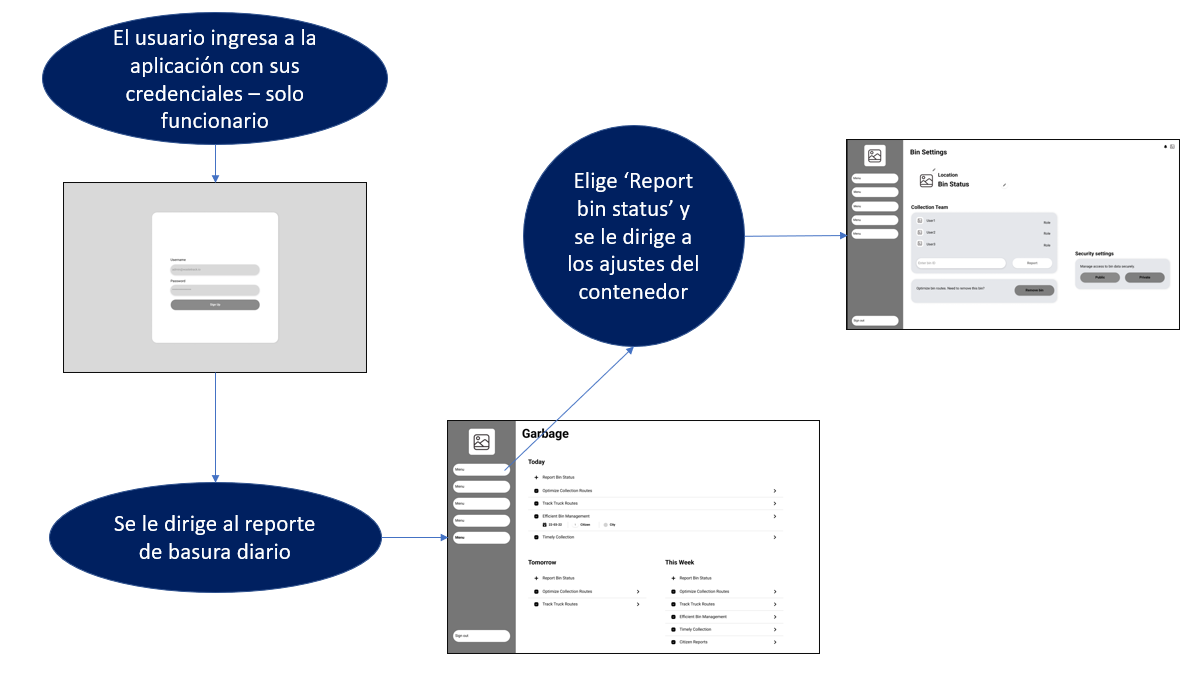 El usuario ingresa a la
aplicación con sus
credenciales – solo
funcionario
Username
Password
Sign Up
Se le dirige al reporte
de basura diario
Garbage
Menu
Menu
Menu
Menu
Menu
Sign out
Today
Report Bin Status
Optimize Collection Routes
Track Truck Routes
Efficient Bin Management
Citizen
City
Timely Collection
Tomorrow
Report Bin Status
Optimize Collection Routes
Track Truck Routes
This Week
Report Bin Status
Optimize Collection Routes
Track Truck Routes
Efficient Bin Management
Timely Collection
Citizen Reports
Elige ‘Report
bin status’ y
se le dirige a
los ajustes del
contenedor
Menu
Menu
Menu
Menu
Menu
Sign out
Bin Settings
Location
Bin Status
Collection Team
User1 Role
User2 Role
User3 Role
Enter bin ID Report
Optimize bin routes. Need to remove this bin? Remove bin
Security settings
Manage access to bin data securely
Public Private